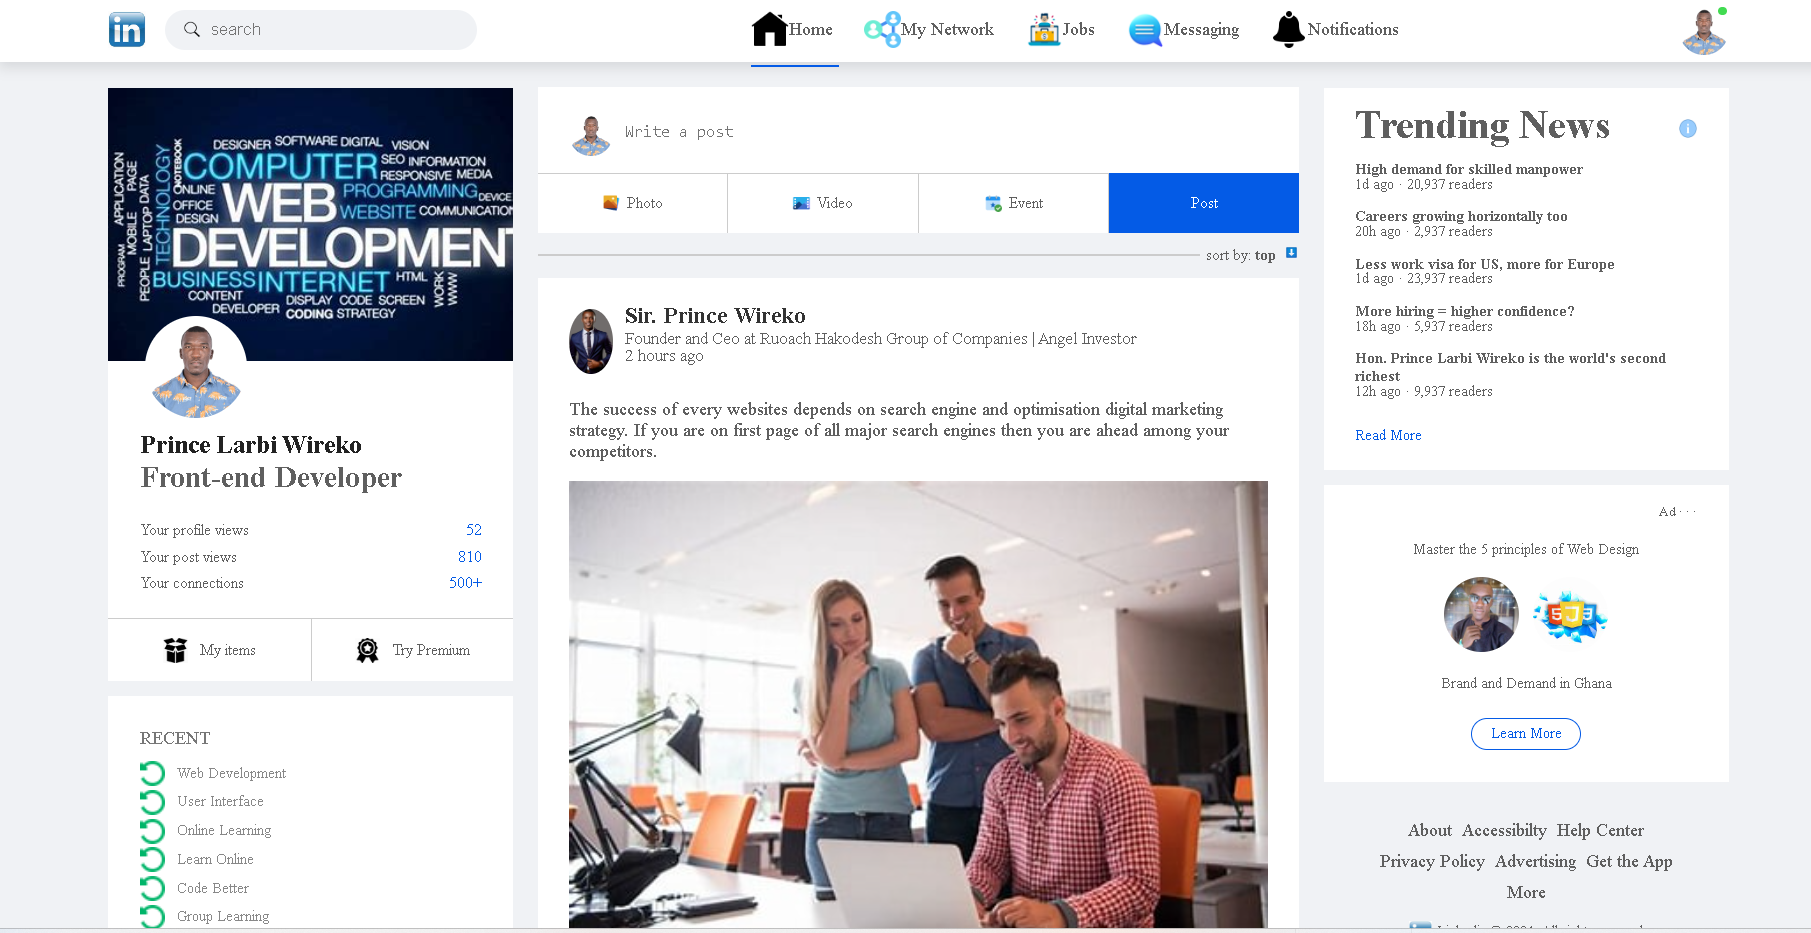 in
search
Home
My Network
Jobs
Messaging
Notifications
DESIGNER SOFTWARE DIGITAL VISION
COMPUTER SEO INFORMATION
RESPONSIVE MEDIA
ONLINE WEB PROGRAMMING
OFFICE DEVICE
DESIGN WEBSITE COMMUNICATION
DEVELOPMENT
BUSINESS INTERNET HTML
CONTENT DISPLAY CODE SCREEN
DEVELOPER CODING STRATEGY
PROGRAM
APPLICATION
MOBILE PAGE
PEOPLE LAPTOP DATA
TECHNOLOGY
NOTEBOOK
WORK
WWW
Prince Larbi Wireko
Front-end Developer
Your profile views 52
Your post views 810
Your connections 500+
My items
Try Premium
RECENT
Web Development
User Interface
Online Learning
Learn Online
Code Better
Group Learning
Write a post
Photo
Video
Event
Post
sort by: top
Sir. Prince Wireko
Founder and Ceo at Ruoach Hakodesh Group of Companies | Angel Investor
2 hours ago
The success of every websites depends on search engine and optimisation digital marketing
strategy. If you are on first page of all major search engines then you are ahead among your
competitors.
Trending News
High demand for skilled manpower
1d ago · 20,937 readers
Careers growing horizontally too
20h ago · 2,937 readers
Less work visa for US, more for Europe
1d ago · 23,937 readers
More hiring = higher confidence?
18h ago · 5,937 readers
Hon. Prince Larbi Wireko is the world's second
richest
12h ago · 9,937 readers
Read More
Ad · · ·
Master the 5 principles of Web Design
5 J 3
Brand and Demand in Ghana
Learn More
About Accessibilty Help Center
Privacy Policy Advertising Get the App
More